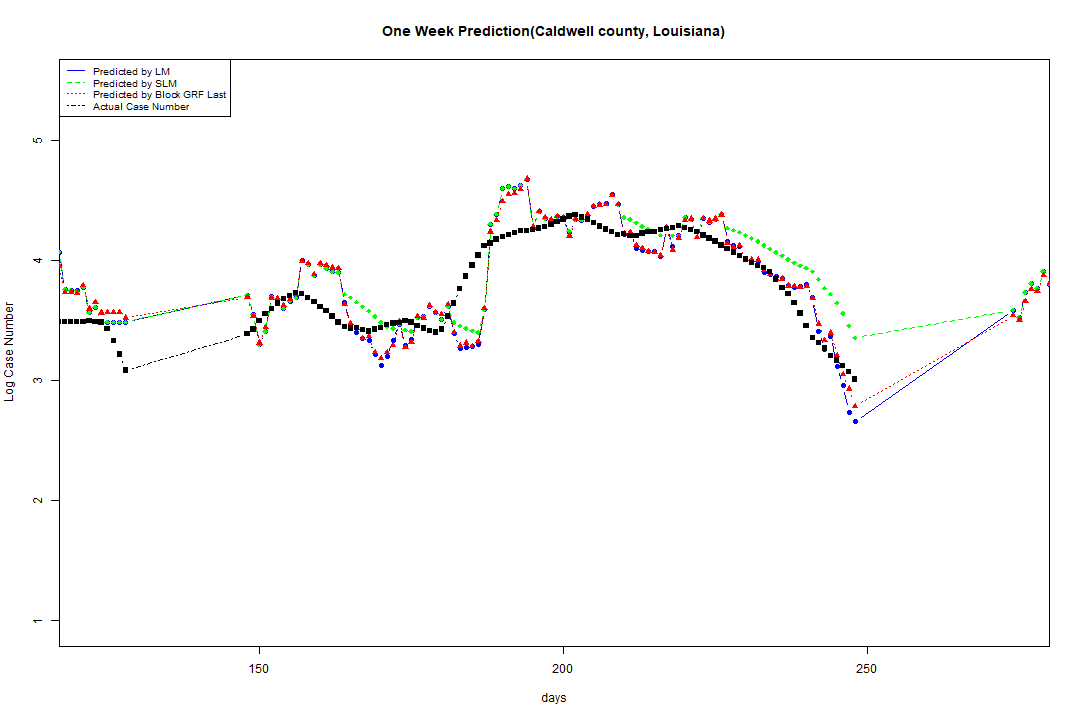 One Week Prediction(Caldwell county, Louisiana)
Predicted by LM
Predicted by SLM
Predicted by Block GRF Last
Actual Case Number
5
4
3
2
1
Log Case Number
150 200 250
days